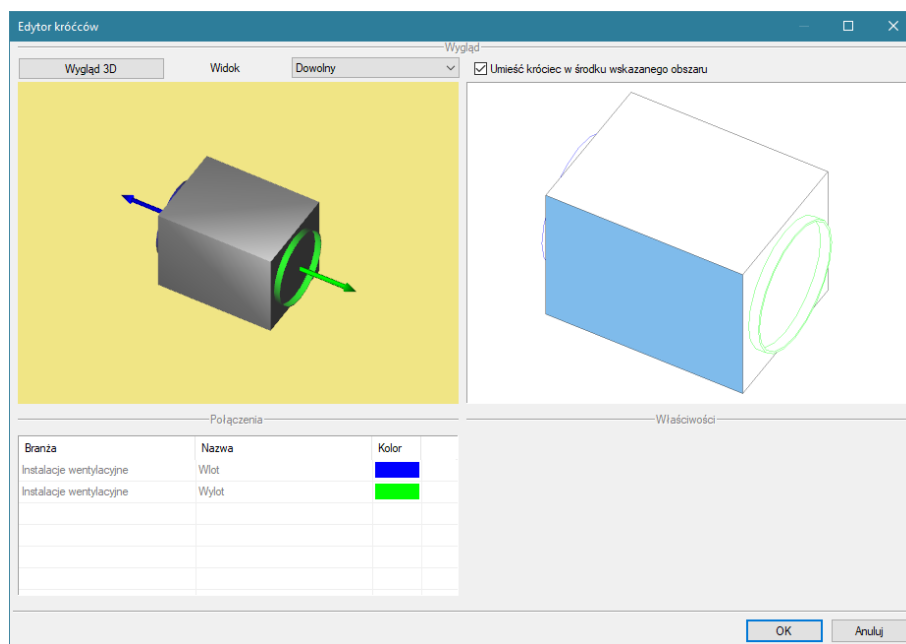 Edytor króćców
Wygląd
Wygląd 3D
Widok
Dowolny
Umieść króciec w środku wskazanego obszaru
Połączenia
Właściwości
Branża Nazwa Kolor
Instalacje wentylacyjne Wlot
Instalacje wentylacyjne Wylot
OK Anuluj